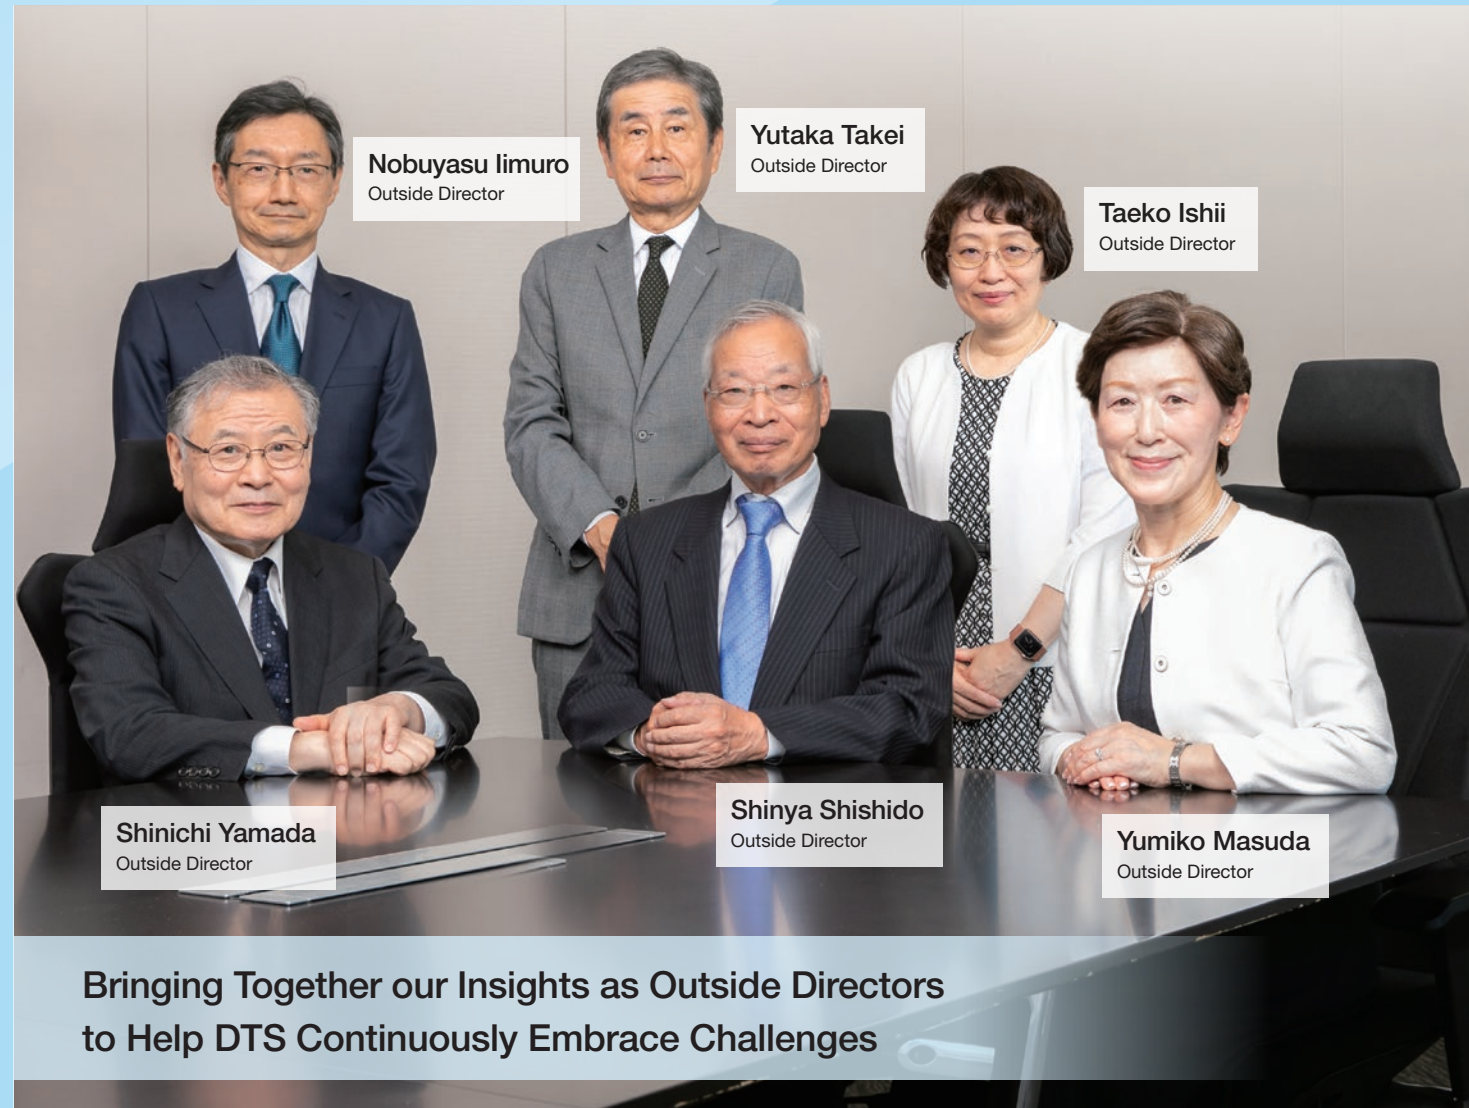 Nobuyasu Iimuro
Outside Director
Yutaka Takei
Outside Director
Taeko Ishii
Outside Director
Shinichi Yamada
Outside Director
Shinya Shishido
Outside Director
Yumiko Masuda
Outside Director
Bringing Together our Insights as Outside Directors
to Help DTS Continuously Embrace Challenges